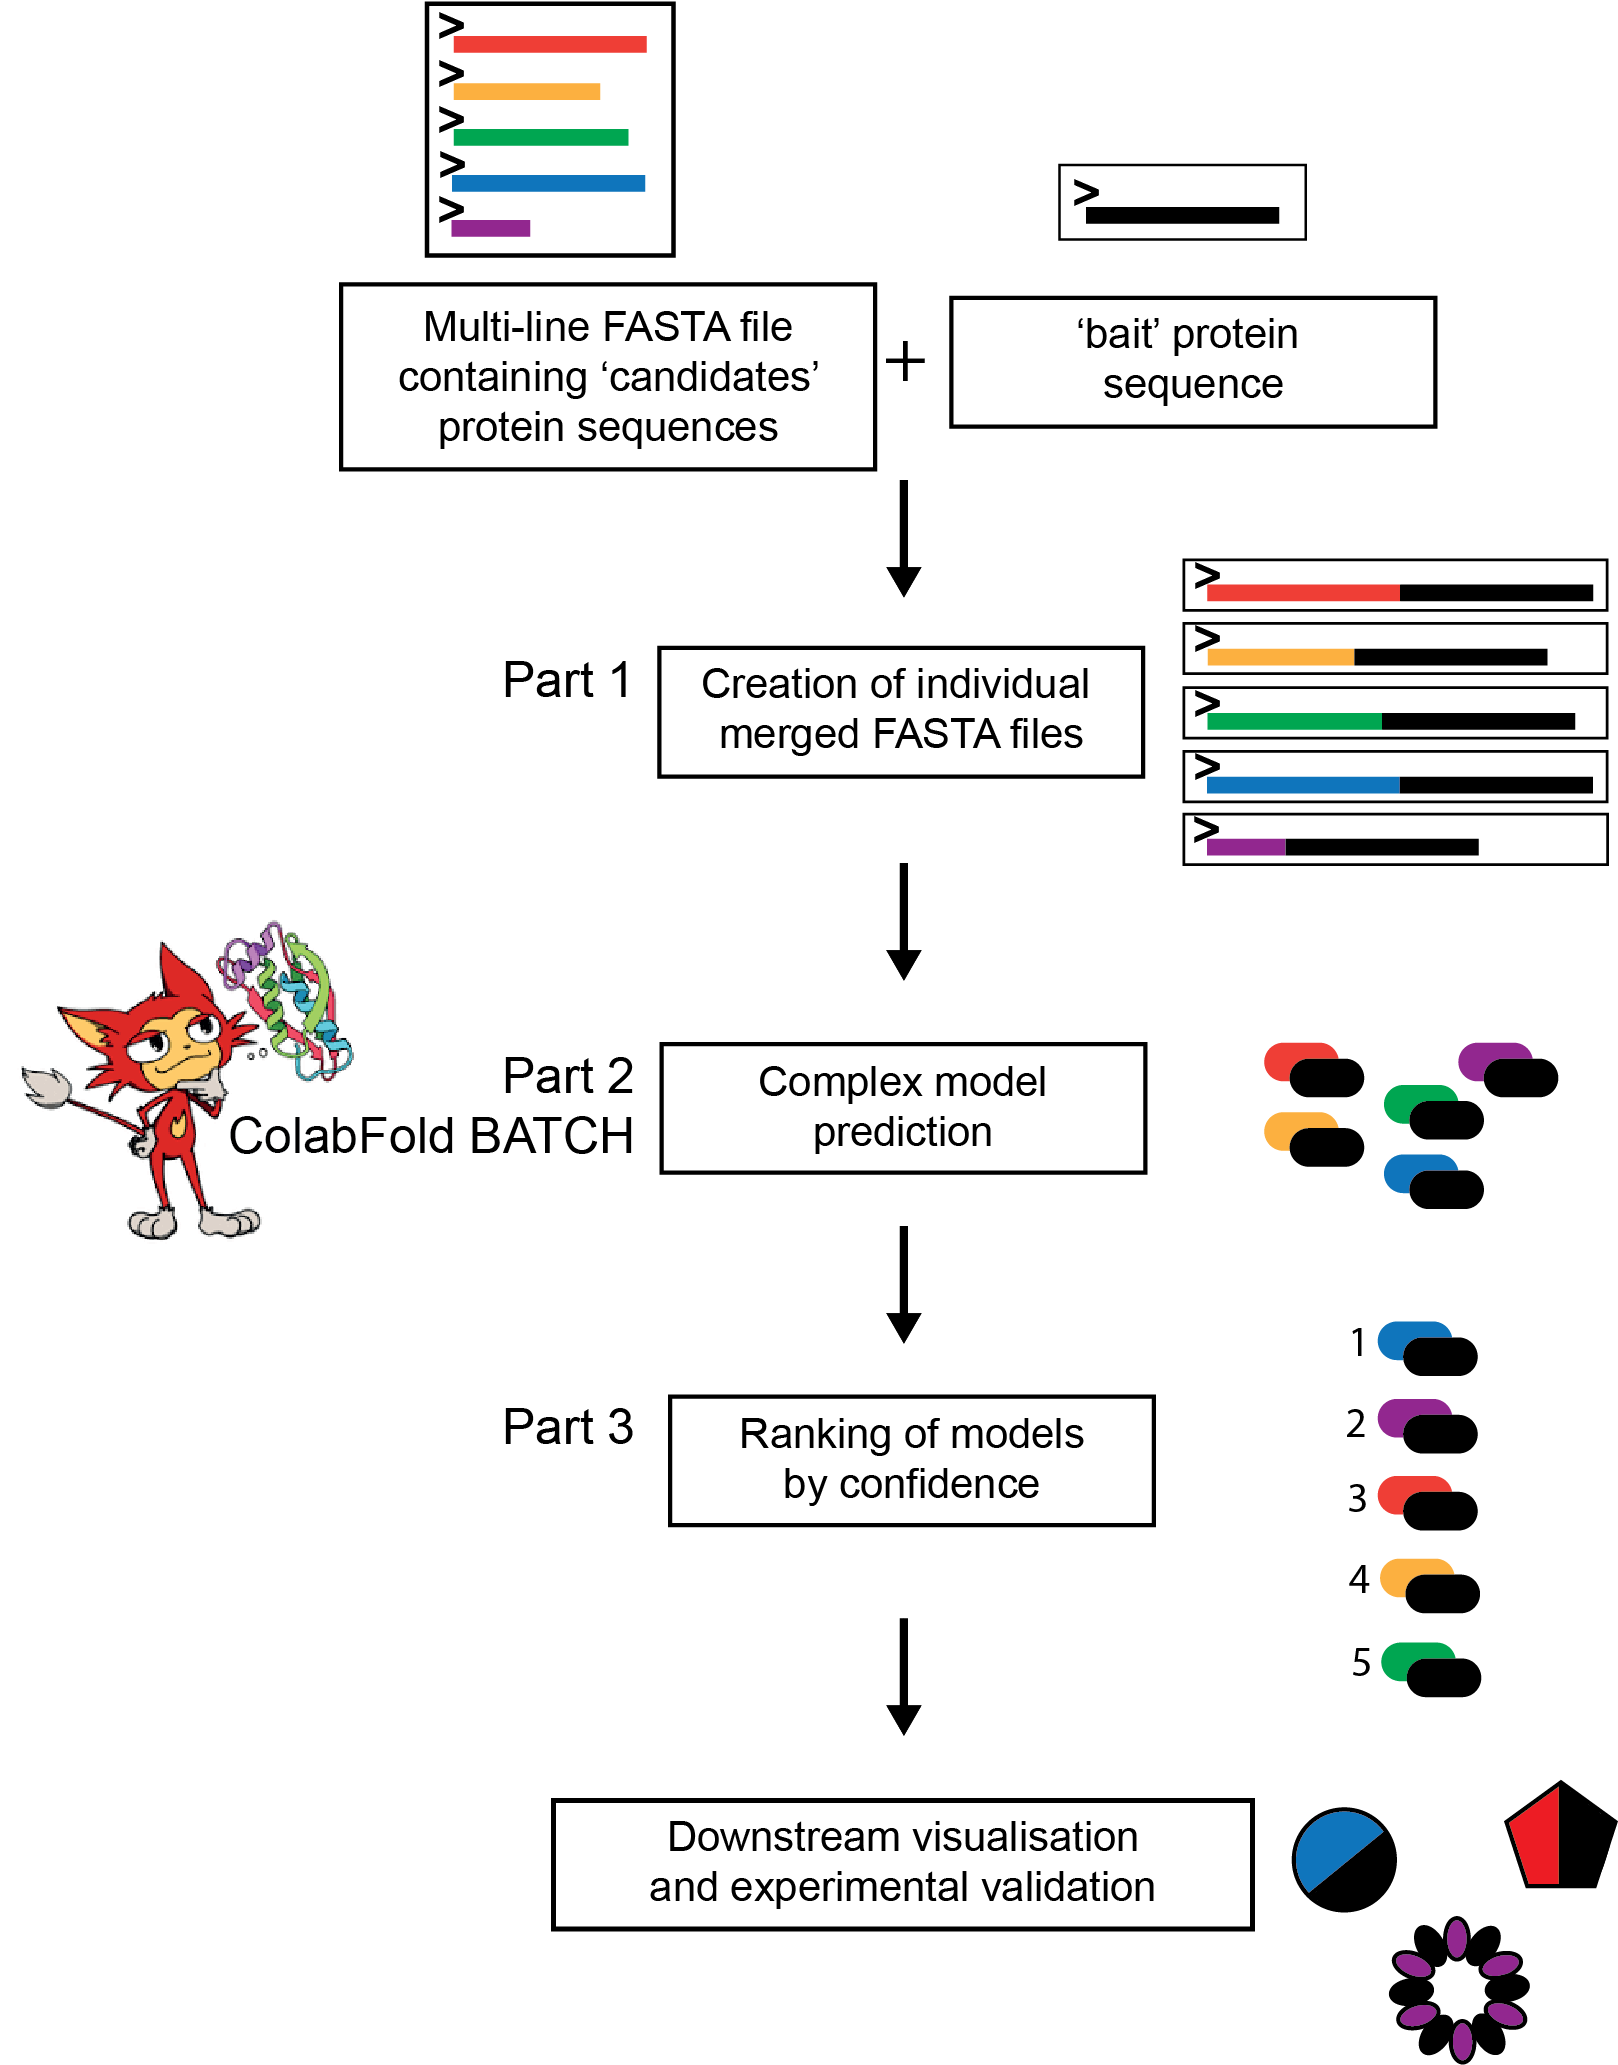 >
>
>
>
>
>
Multi-line FASTA file
containing ‘candidates’
protein sequences
+
‘bait’ protein
sequence
Part 1
Creation of individual
merged FASTA files
>
>
>
>
>
Part 2
ColabFold BATCH
Complex model
prediction
Part 3
Ranking of models
by confidence
1
2
3
4
5
Downstream visualisation
and experimental validation